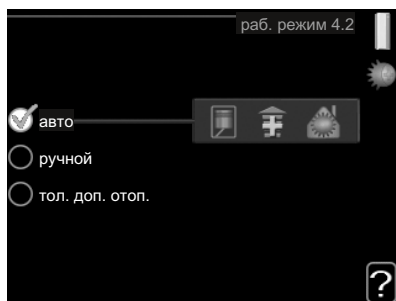 раб. режим 4.2
авто
ручной
тол. доп. отоп.
?